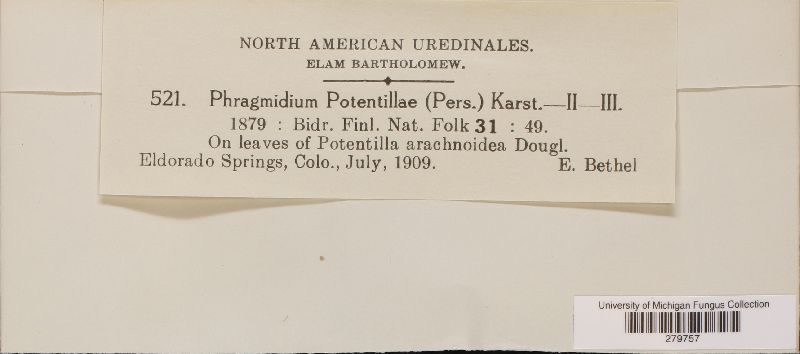 NORTH AMERICAN UREDINALES.
ELAM BARTHOLOMEW.
521. Phragmidium Potentillae (Pers.) Karst.—II—III.
1879 : Bidr. Finl. Nat. Folk 31 : 49.
On leaves of Potentilla arachnoidea Dougl.
Eldorado Springs, Colo., July, 1909. E. Bethel
University of Michigan Fungus Collection
279757